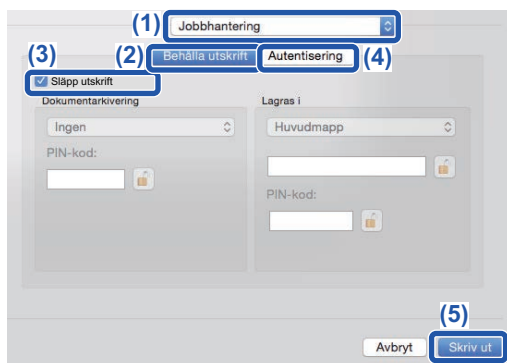 (1) Jobbhantering
(3) (2) Behålla utskrift Autentisering (4)
Släpp utskrift
Dokumentarkivering Lagras i
Ingen Huvudmapp
PIN-kod:
PIN-kod:
(5)
Avbryt Skriv ut